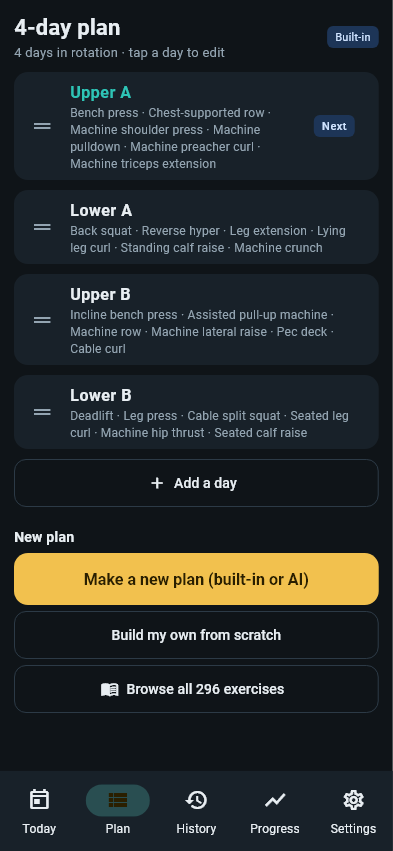 4-day plan
4 days in rotation · tap a day to edit
Built-in
Upper A
Bench press · Chest-supported row ·
Machine shoulder press · Machine
pulldown · Machine preacher curl ·
Machine triceps extension
Next
Lower A
Back squat · Reverse hyper · Leg extension · Lying
leg curl · Standing calf raise · Machine crunch
Upper B
Incline bench press · Assisted pull-up machine ·
Machine row · Machine lateral raise · Pec deck ·
Cable curl
Lower B
Deadlift · Leg press · Cable split squat · Seated leg
curl · Machine hip thrust · Seated calf raise
+ Add a day
New plan
Make a new plan (built-in or AI)
Build my own from scratch
Browse all 296 exercises
Today
Plan
History
Progress
Settings